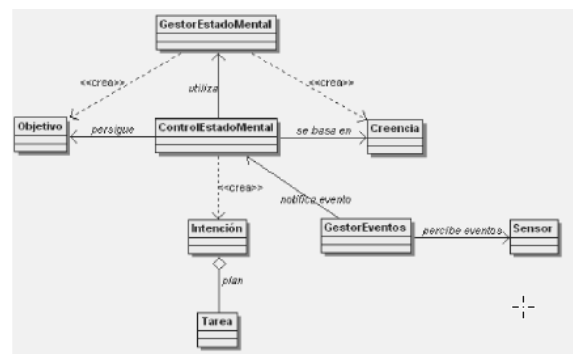 GestorEstadoMental
<<crea>>
<<crea>>
utiliza
Objetivo
persigue
ControlEstadoMental
se basa en
Creencia
<<crea>>
notifica evento
Intención
GestorEventos
percibe eventos
Sensor
plan
Tarea